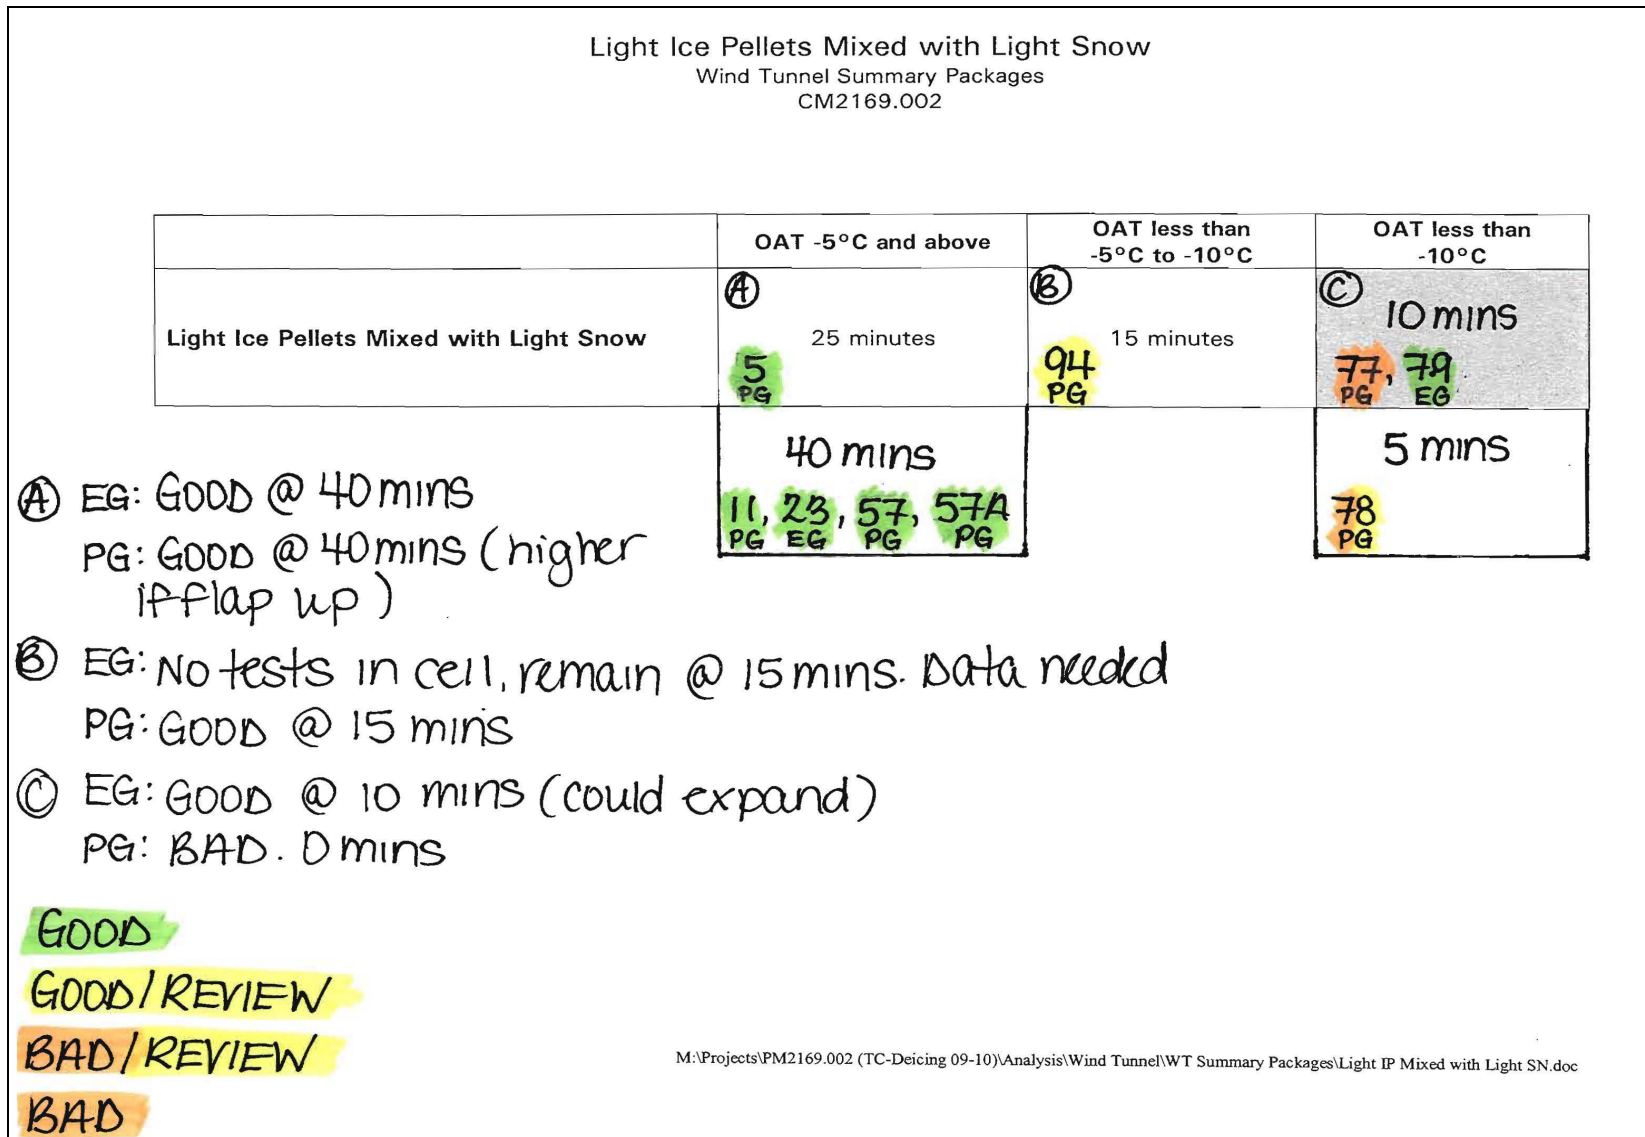 Light Ice Pellets Mixed with Light Snow
Wind Tunnel Summary Packages
CM2169.002
OAT -5°C and above
OAT less than
-5°C to -10°C
OAT less than
-10°C
Light Ice Pellets Mixed with Light Snow
A
25 minutes
5
PG
B
15 minutes
94
PG
C
10 mins
77, 79
PG EG
40 mins
11, 23, 57, 57A
PG EG PG PG
5 mins
78
PG
A EG: GOOD @ 40 mins
PG: GOOD @ 40 mins (higher
if flap up)
B EG: No tests in cell, remain @ 15 mins. Data needed
PG: GOOD @ 15 mins
C EG: GOOD @ 10 mins (could expand)
PG: BAD. 0 mins
GOOD
GOOD/REVIEW
BAD/REVIEW
BAD
M:\Projects\PM2169.002 (TC-Deicing 09-10)\Analysis\Wind Tunnel\WT Summary Packages\Light IP Mixed with Light SN.doc